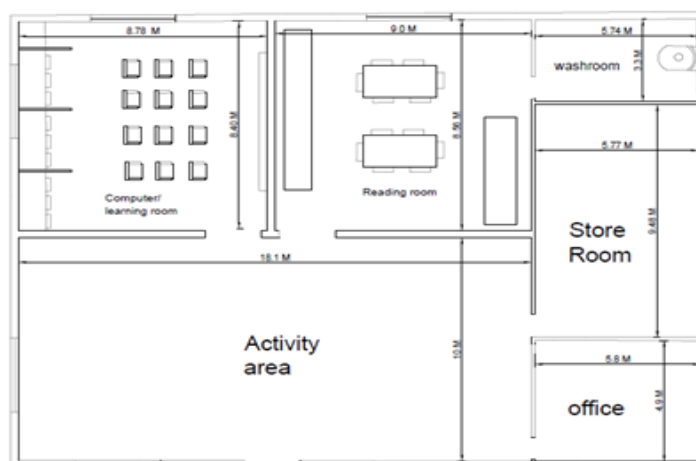 8.78 M
9.0 M
5.74 M
washroom
3.3 M
8.40 M
8.56 M
5.77 M
Computer/
learning room
Reading room
Store
Room
9.48 M
18.1 M
Activity
area
10 M
5.8 M
office
4.9 M